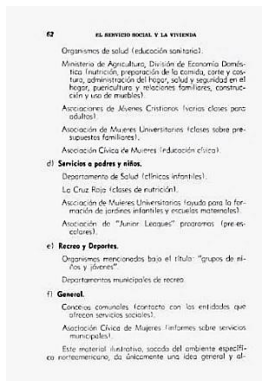 62 EL SERVICIO SOCIAL Y LA VIVIENDA
Organismos de salud (educación sanitaria).
Ministerio de Agricultura, División de Economía Domés-
tica (nutrición, preparación de la comida, corte y cos-
tura, administración del hogar, salud y seguridad en el
hogar, puericultura y relaciones familiares, construc-
ción y uso de muebles).
Asociaciones de Jóvenes Cristianos (varias clases para
adultos).
Asociación de Mujeres Universitarias (clases sobre pre-
supuestos familiares).
Asociación Cívica de Mujeres (educación cívica).
d) Servicios a padres y niños.
Departamento de Salud (clínicas infantiles).
La Cruz Roja (clases de nutrición).
Asociación de Mujeres Universitarias (ayuda para la for-
mación de jardines infantiles y escuelas maternales).
Asociación de "Junior Leagues" programas (pre-es-
colares).
e) Recreo y Deportes.
Organismos mencionados bajo el título: "grupos de ni-
ños y jóvenes".
Departamentos municipales de recreo.
f) General.
Concejos comunales (contacto con las entidades que
ofrecen servicios sociales).
Asociación Cívica de Mujeres (informes sobre servicios
municipales).
Este material ilustrativo, sacado del ambiente específi-
co norteamericano, da únicamente una idea general y al-